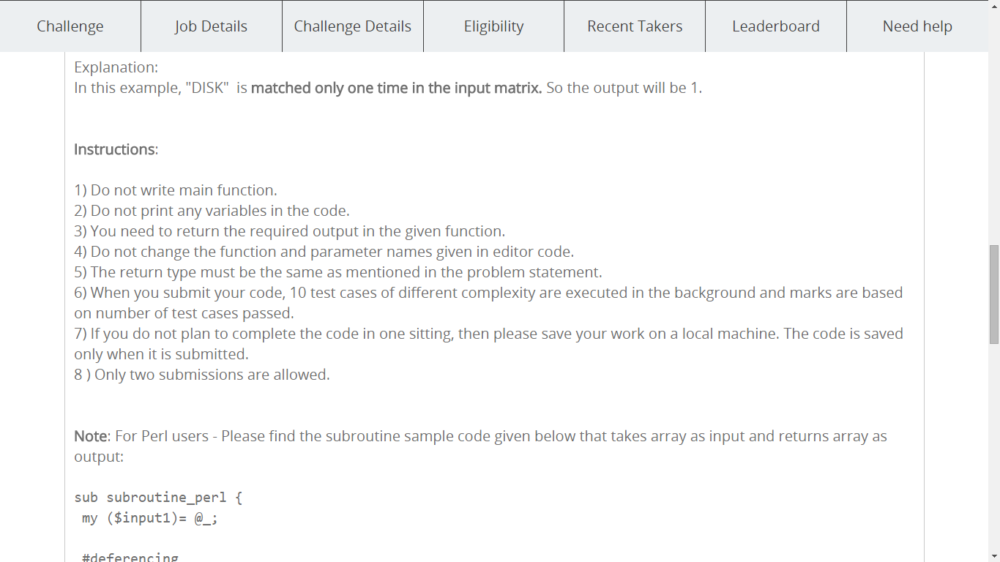 Challenge
Job Details
Challenge Details
Eligibility
Recent Takers
Leaderboard
Need help
Explanation:
In this example, "DISK"  is matched only one time in the input matrix. So the output will be 1.
Instructions:
1) Do not write main function.
2) Do not print any variables in the code.
3) You need to return the required output in the given function.
4) Do not change the function and parameter names given in editor code.
5) The return type must be the same as mentioned in the problem statement.
6) When you submit your code, 10 test cases of different complexity are executed in the background and marks are based
on number of test cases passed.
7) If you do not plan to complete the code in one sitting, then please save your work on a local machine. The code is saved
only when it is submitted.
8 ) Only two submissions are allowed.
Note: For Perl users - Please find the subroutine sample code given below that takes array as input and returns array as
output:
sub subroutine_perl {
my ($input1)= @_;
#deferencing